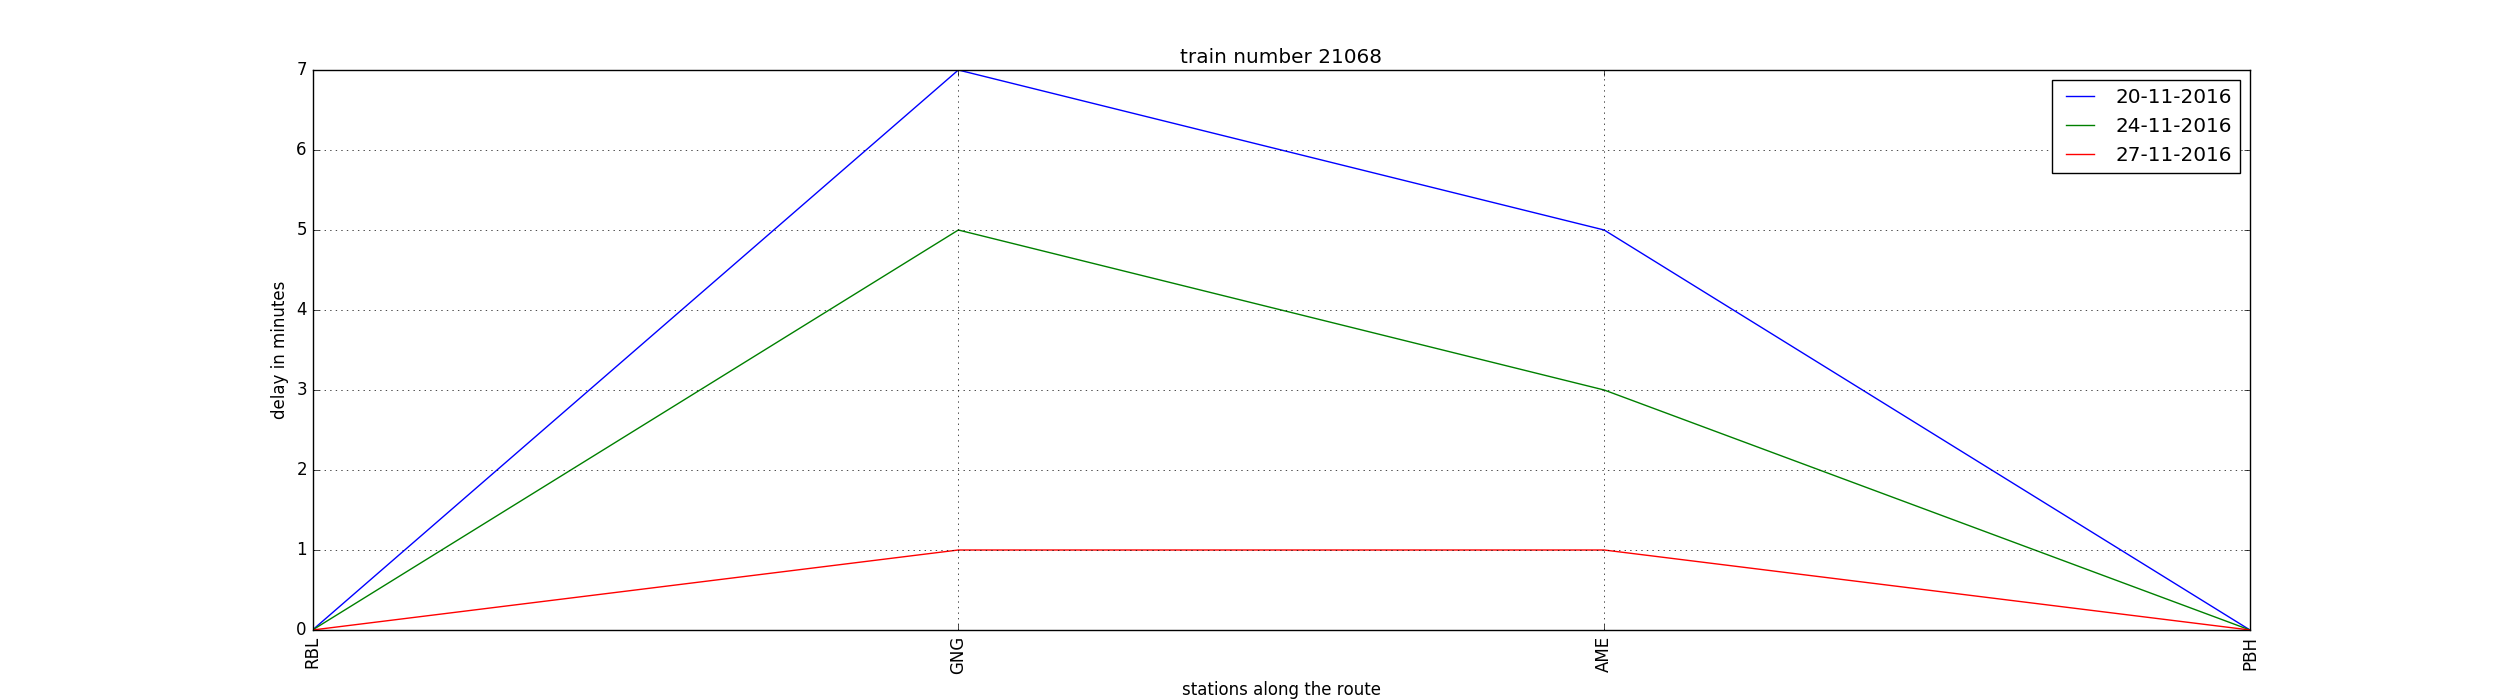 train number 21068
7
6
5
4
3
2
1
0
delay in minutes
20-11-2016
24-11-2016
27-11-2016
RBL
GNG
AME
PBH
stations along the route